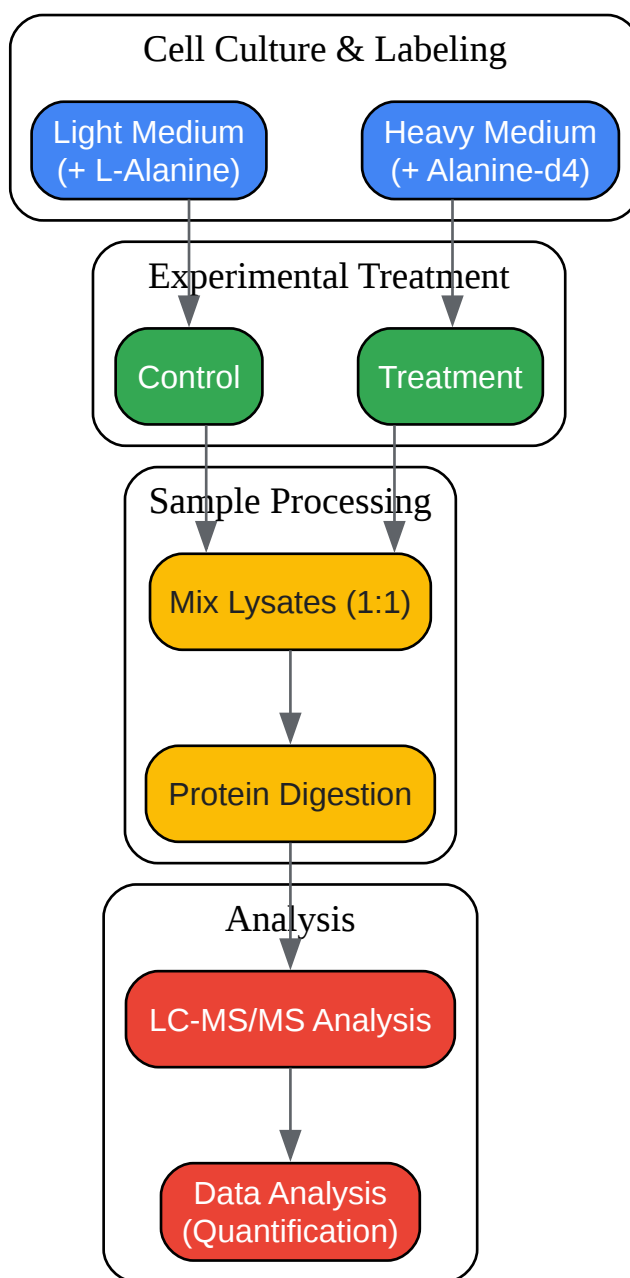 Cell Culture & Labeling
Light Medium
(+ L-Alanine)
Heavy Medium
(+ Alanine-d4)
Experimental Treatment
Control
Treatment
Sample Processing
Mix Lysates (1:1)
Protein Digestion
Analysis
LC-MS/MS Analysis
Data Analysis
(Quantification)